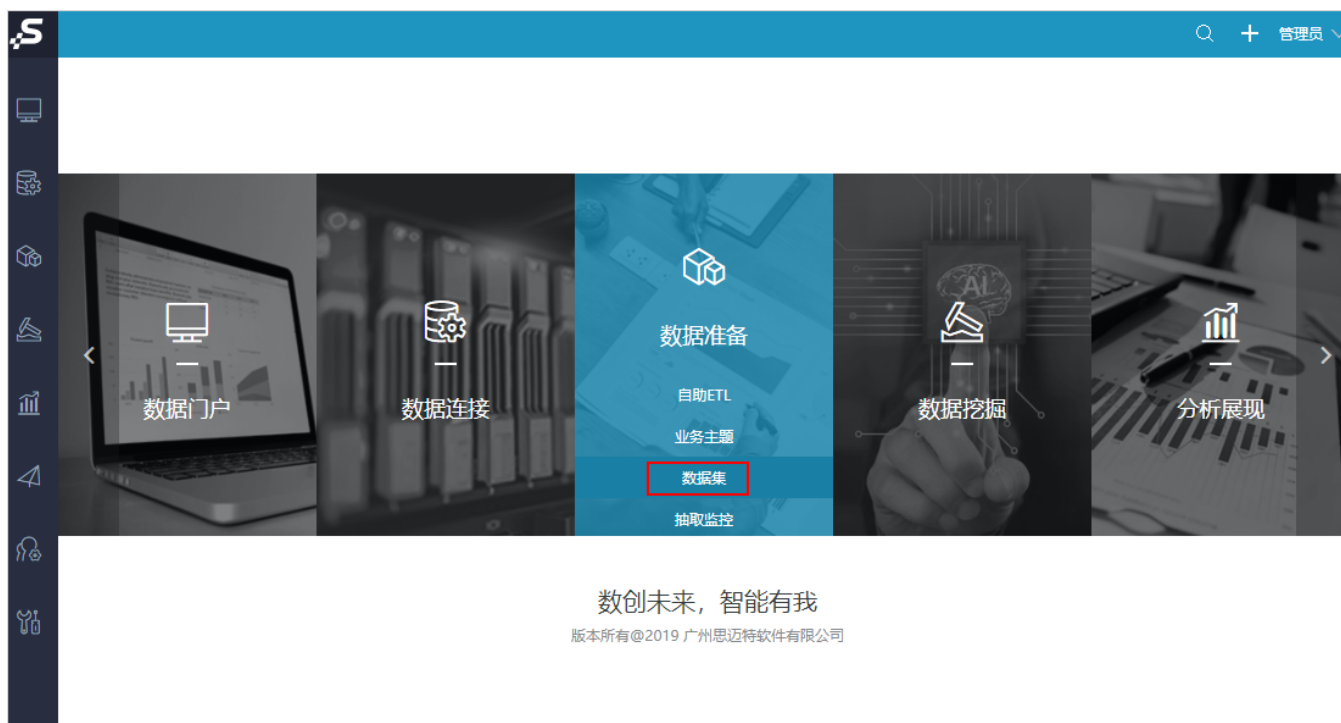 S
管理员
数据门户
数据连接
数据准备
自助ETL
业务主题
数据集
抽取监控
AI
数据挖掘
分析展现
数创未来，智能有我
版本所有@2019 广州思迈特软件有限公司